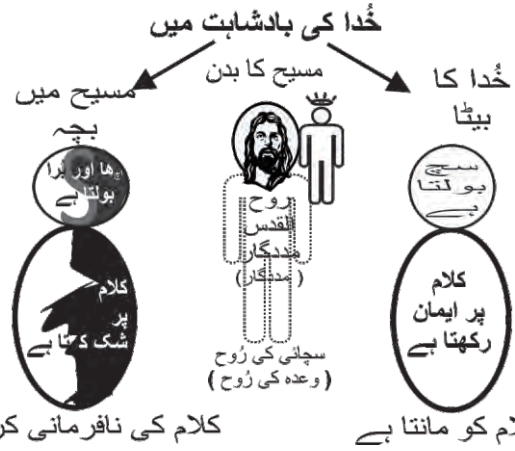 خُدا کی بادشاہت میں
مسیح کا بدن
خُدا کا
بیٹا
مسیح میں
بچہ
اور برا
بولتا ہے
سچ
بولتا
ہے
روح
القدس
مددگار
( مددگار )
کلام
پر
شک کرتا ہے
کلام
پر ایمان
رکھتا ہے
سچائی کی رُوح
( وعدہ کی رُوح )
کلام کی نافرمانی
کو مانتا ہے